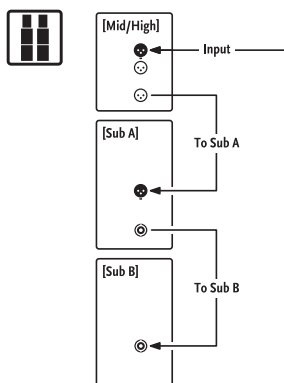 [Mid/High]
Input
To Sub A
[Sub A]
[Sub B]
To Sub B